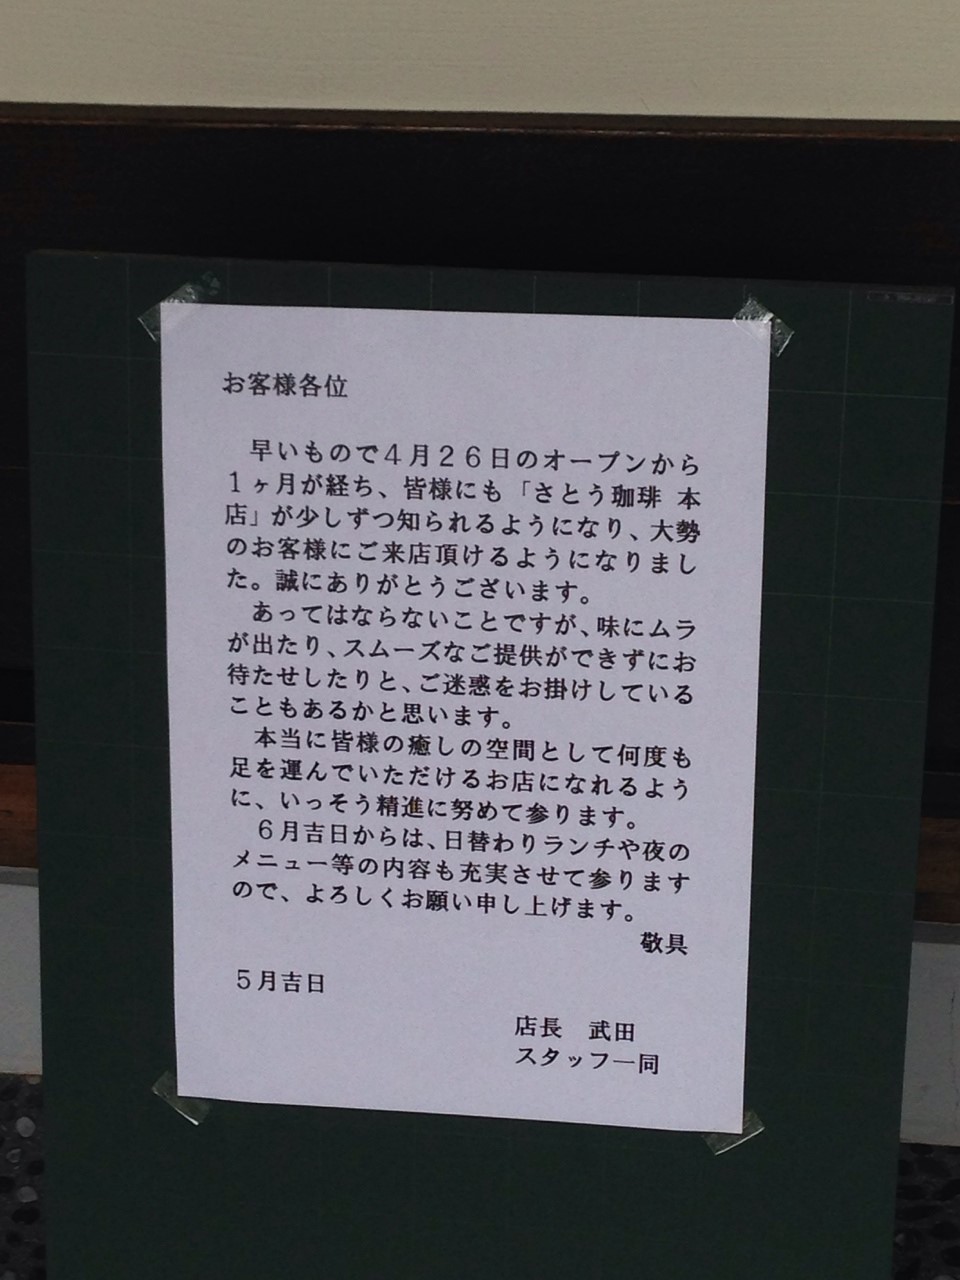 お客様各位
　早いもので４月２６日のオープンから
１ヶ月が経ち、皆様にも「さとう珈琲 本
店」が少しずつ知られるようになり、大勢
のお客様にご来店頂けるようになりまし
た。誠にありがとうございます。
　あってはならないことですが、味にムラ
が出たり、スムーズなご提供ができずにお
待たせしたりと、ご迷惑をお掛けしている
こともあるかと思います。
　本当に皆様の癒しの空間として何度も
足を運んでいただけるお店になれるよう
に、いっそう精進に努めて参ります。
　６月吉日からは、日替わりランチや夜の
メニュー等の内容も充実させて参ります
ので、よろしくお願い申し上げます。
敬具
５月吉日
店長　武田
スタッフ一同